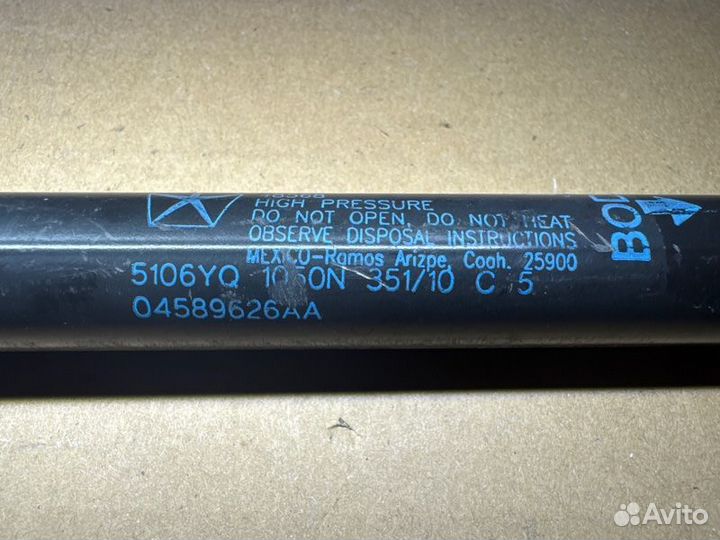 HIGH PRESSURE
DO NOT OPEN, DO NOT HEAT
OBSERVE DISPOSAL INSTRUCTIONS
MEXICO-Ramos Arizpe, Coah. 25900
5106YQ 1050N 351/10 C 5
04589626AA
Avito